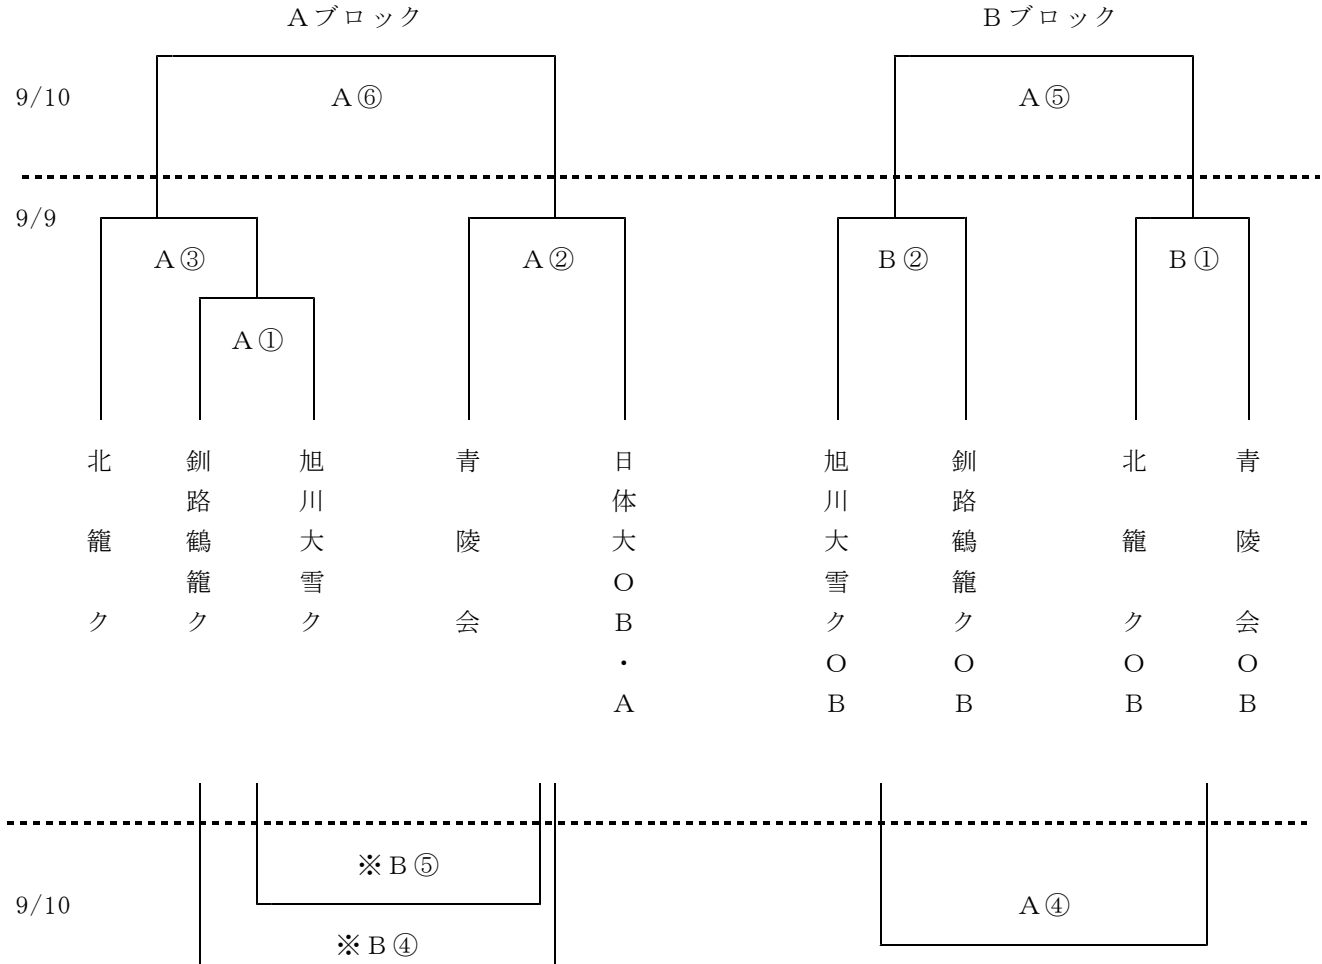 Aブロック
Bブロック
9/10
A⑥
A⑤
9/9
A③
A②
B②
B①
A①
北籠ク
釧路鶴籠ク
旭川大雪ク
青陵会
日体大OB・A
旭川大雪クOB
釧路鶴籠クOB
北籠クOB
青陵会OB
※B⑤
9/10
A④
※B④